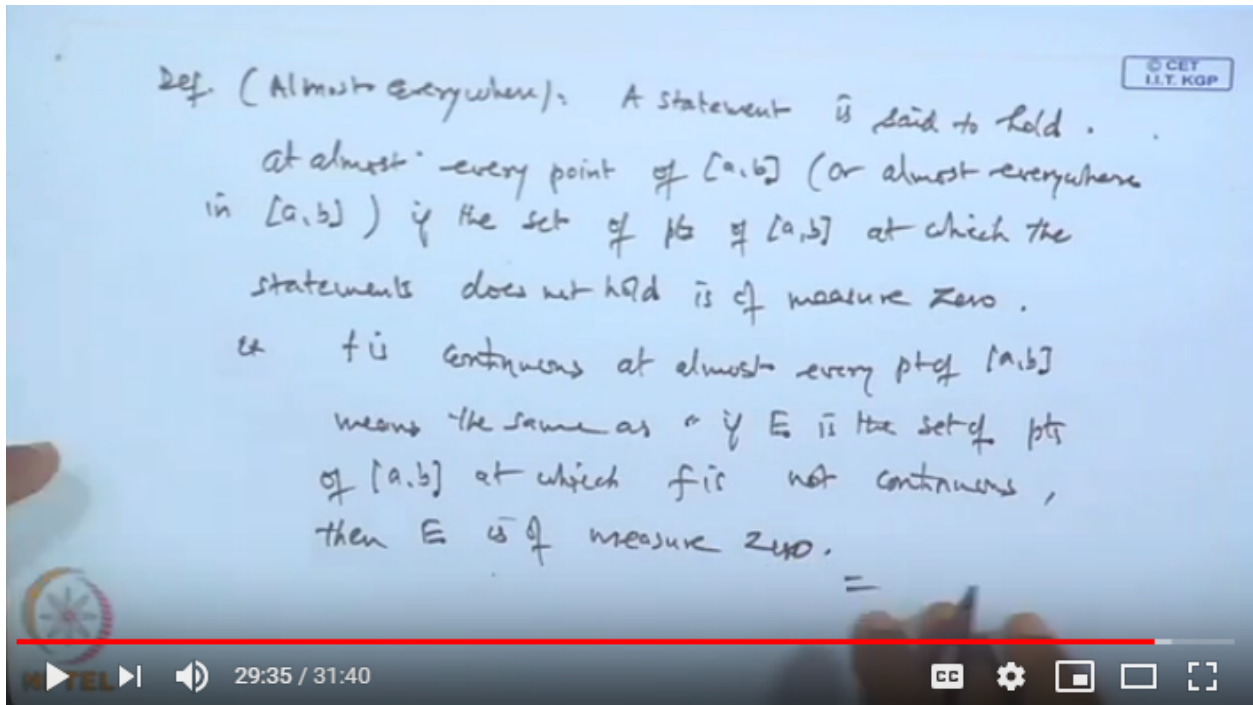 © CET
I.I.T. KGP
Def. (Almost Everywhere): A statement is said to hold.
at almost every point of [a,b] (or almost everywhere
in [a,b]) if the set of pts of [a,b] at which the
statements does not hold is of measure zero.
ex f is continuous at almost every pt of [a,b]
means the same as " if E is the set of pts
of [a,b] at which f is not continuous,
then E is of measure zero.
NPTEL
29:35 / 31:40
CC